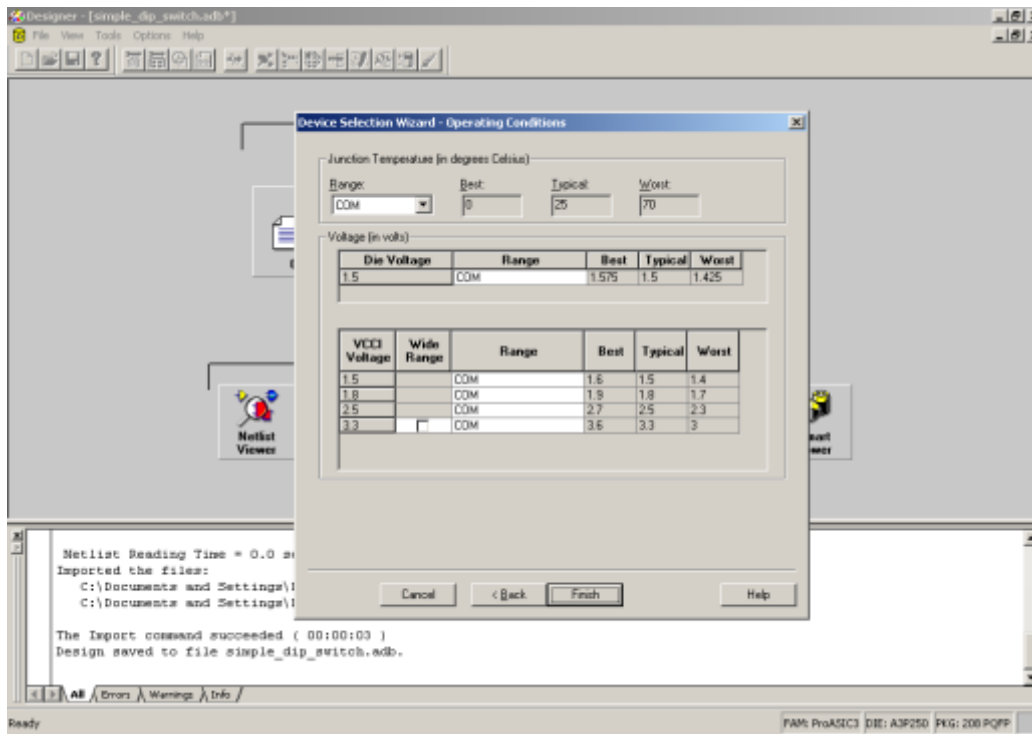 Designer - [simple_dip_switch.adb*]
File View Tools Options Help
Device Selection Wizard - Operating Conditions
Junction Temperature (in degrees Celsius)
Range: Best: Typical: Worst:
COM 0 25 70
Voltage (in volts)
Die Voltage Range Best Typical Worst
1.5 COM 1.575 1.5 1.425
VCCI Voltage Wide Range Range Best Typical Worst
1.5 COM 1.6 1.5 1.4
1.8 COM 1.9 1.8 1.7
2.5 COM 2.7 2.5 2.3
3.3 COM 3.6 3.3 3
Netlist
Viewer
Cancel < Back Finish Help
Netlist Reading Time = 0.0
Imported the files:
C:\Documents and Settings\
C:\Documents and Settings\
The Import command succeeded ( 00:00:03 )
Design saved to file simple_dip_switch.adb.
All Errors Warnings Info
Ready FAM: ProASIC3 DIE: A3P250 PKG: 208 PQFP